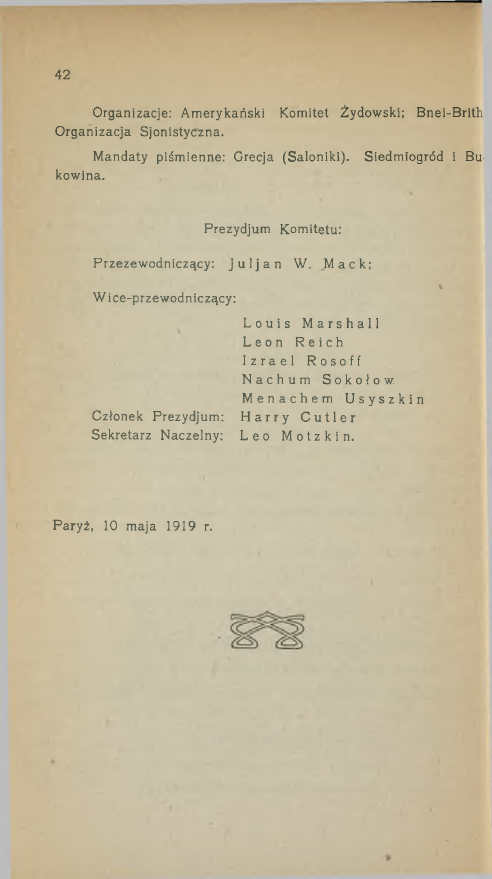 42
Organizacje: Amerykański Komitet Żydowski; Bnei-Brith
Organizacja Sjonistyczna.
Mandaty piśmienne: Grecja (Saloniki). Siedmiogród i Bu-
kowina.
Prezydjum Komitetu:
Przezewodniczący: Juljan W. Mack;
Wice-przewodniczący:
Louis Marshall
Leon Reich
Izrael Rosoff
Nachum Sokołow
Menachem Usyszkin
Członek Prezydjum: Harry Cutler
Sekretarz Naczelny: Leo Motzkin.
Paryż, 10 maja 1919 r.